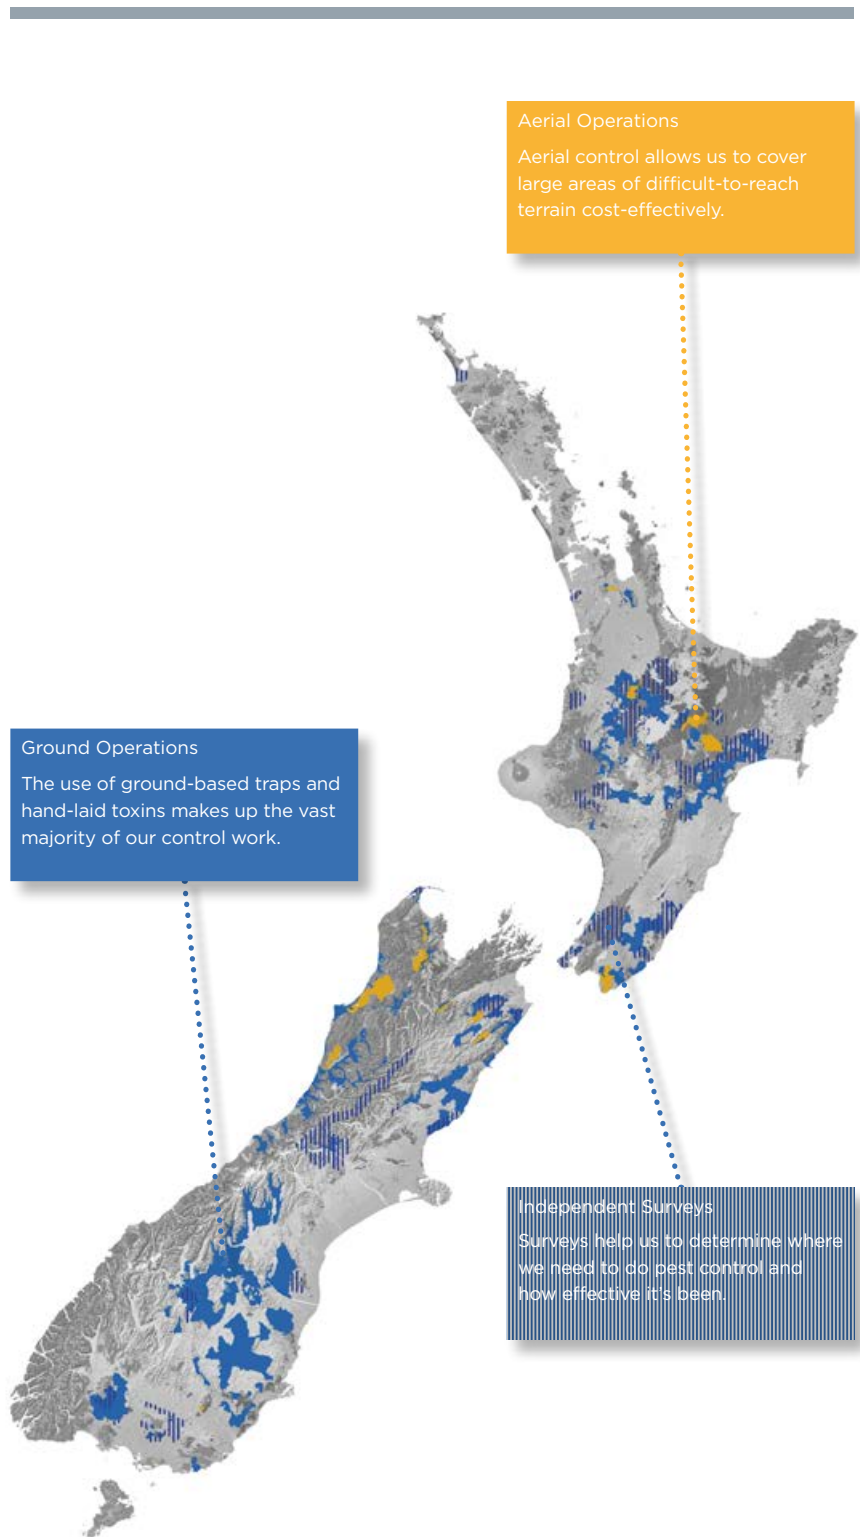 Aerial Operations
Aerial control allows us to cover
large areas of difficult-to-reach
terrain cost-effectively.
Ground Operations
The use of ground-based traps and
hand-laid toxins makes up the vast
majority of our control work.
Independent Surveys
Surveys help us to determine where
we need to do pest control and
how effective it's been.